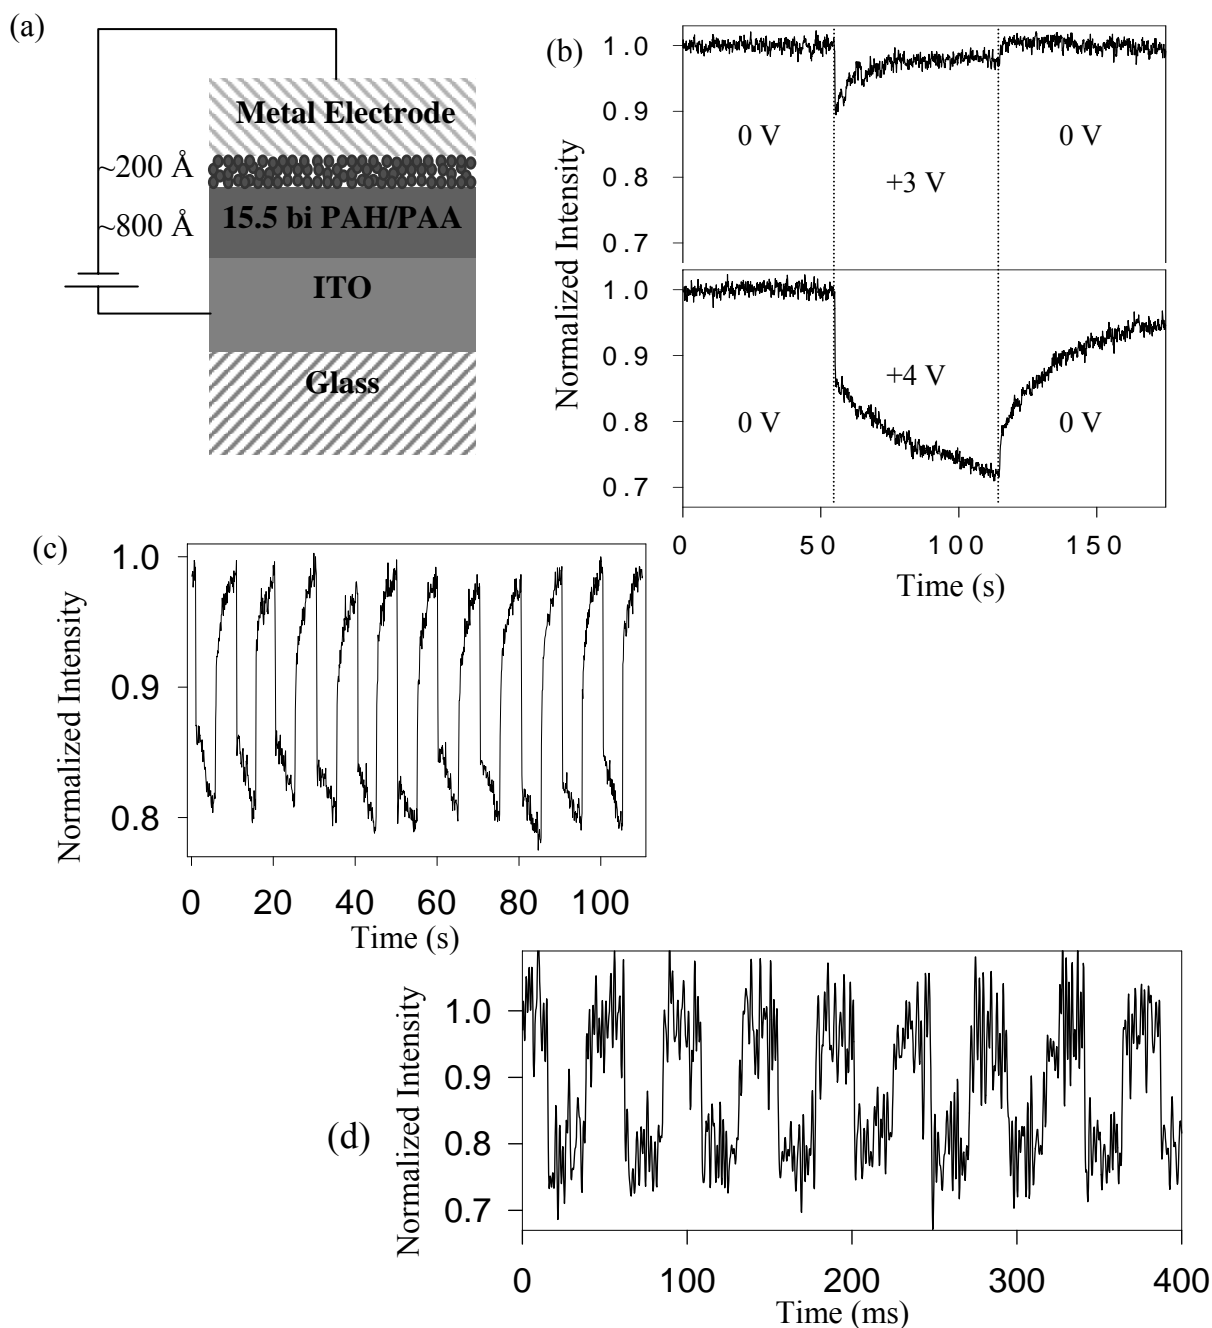 (a)
Metal Electrode
~200 Å
~800 Å
15.5 bi PAH/PAA
ITO
Glass
(b)
Normalized Intensity
1.0
0.9
0.8
0.7
0 V
+3 V
0 V
Normalized Intensity
1.0
0.9
0.8
0.7
0 V
+4 V
0 V
0 50 100 150
Time (s)
(c)
Normalized Intensity
1.0
0.9
0.8
0 20 40 60 80 100
Time (s)
(d)
Normalized Intensity
1.0
0.9
0.8
0.7
0 100 200 300 400
Time (ms)